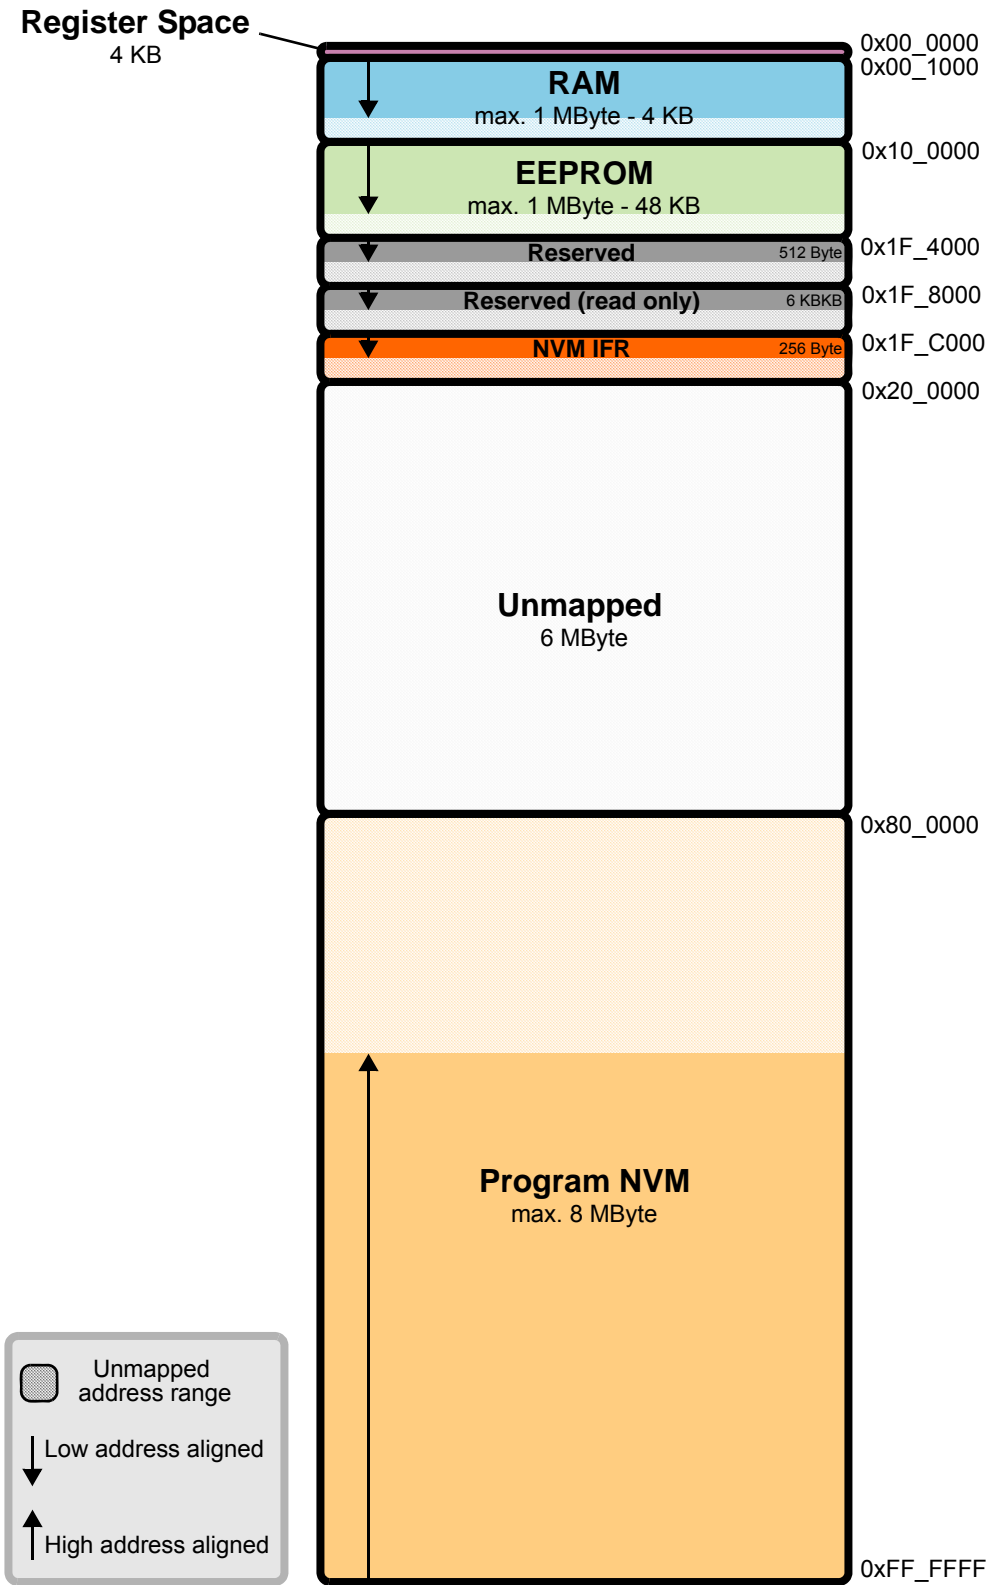 Register Space
4 KB
0x00_0000
0x00_1000
RAM
max. 1 MByte - 4 KB
0x10_0000
EEPROM
max. 1 MByte - 48 KB
Reserved 512 Byte 0x1F_4000
Reserved (read only) 6 KBKB 0x1F_8000
NVM IFR 256 Byte 0x1F_C000
0x20_0000
Unmapped
6 MByte
0x80_0000
Program NVM
max. 8 MByte
Unmapped
address range
Low address aligned
High address aligned
0xFF_FFFF